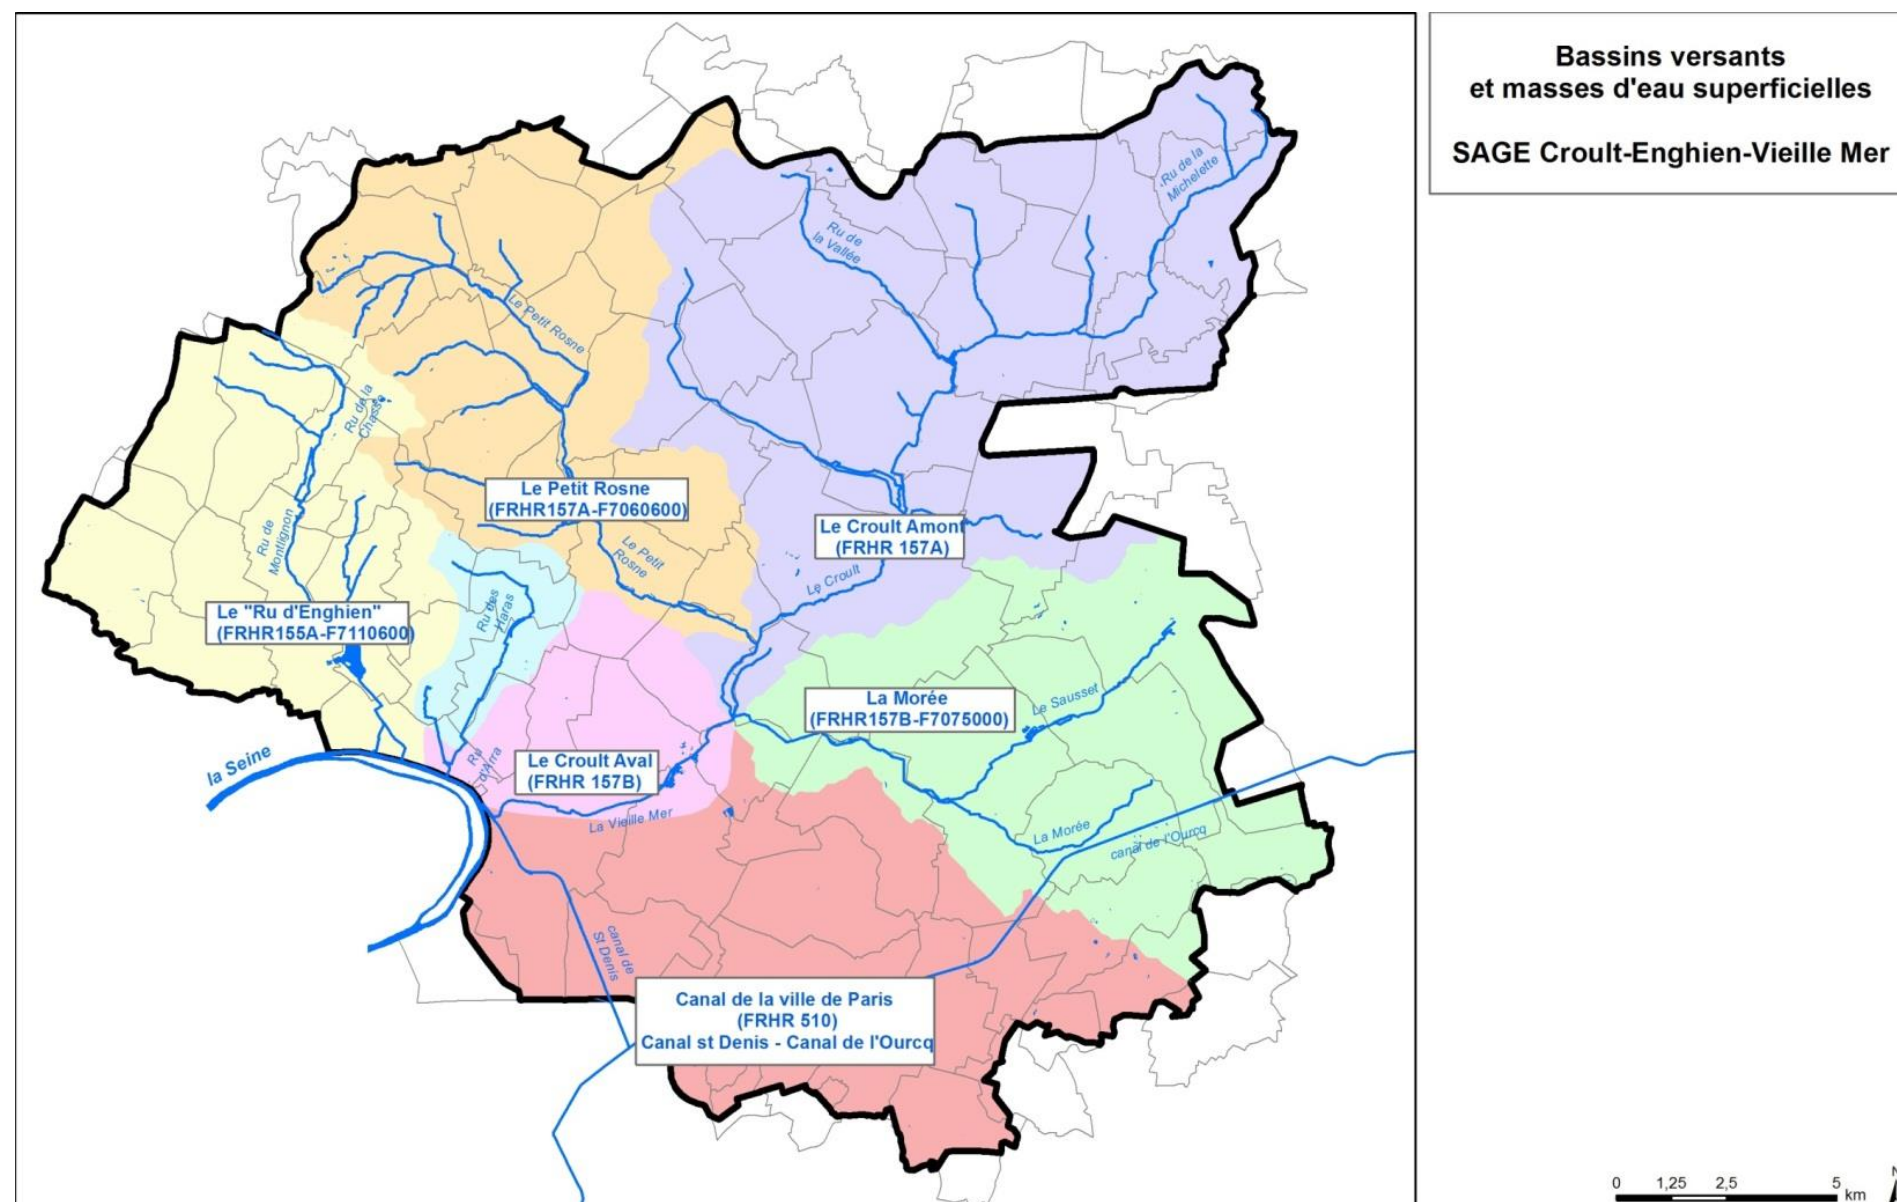 Bassins versants
et masses d'eau superficielles
SAGE Croult-Enghien-Vieille Mer
Ru de la
Michelette
Ru de
la Vallée
Le Petit Rosne
Ru de la
Chasse
Le Petit Rosne
(FRHR157A-F7060600)
Ru de
Montlignon
Le Croult Amont
(FRHR 157A)
Le Petit
Rosne
Le Croult
Le "Ru d'Enghien"
(FRHR155A-F7110600)
Ru des
Haras
La Morée
(FRHR157B-F7075000)
Le Sausset
la Seine
Ru
d'Arra
Le Croult Aval
(FRHR 157B)
La Vieille Mer
La Morée
canal de l'Ourcq
canal de
St Denis
Canal de la ville de Paris
(FRHR 510)
Canal st Denis - Canal de l'Ourcq
N
0 1,25 2,5 5
km